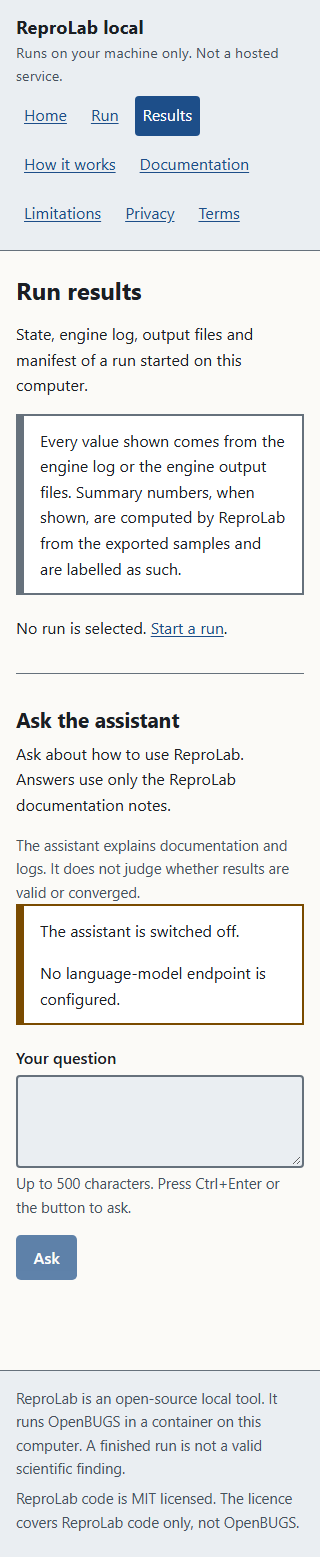 ReproLab local
Runs on your machine only. Not a hosted
service.
Home Run Results
How it works Documentation
Limitations Privacy Terms
Run results
State, engine log, output files and
manifest of a run started on this
computer.
Every value shown comes from the
engine log or the engine output
files. Summary numbers, when
shown, are computed by ReproLab
from the exported samples and
are labelled as such.
No run is selected. Start a run.
Ask the assistant
Ask about how to use ReproLab.
Answers use only the ReproLab
documentation notes.
The assistant explains documentation and
logs. It does not judge whether results are
valid or converged.
The assistant is switched off.
No language-model endpoint is
configured.
Your question
Up to 500 characters. Press Ctrl+Enter or
the button to ask.
Ask
ReproLab is an open-source local tool. It
runs OpenBUGS in a container on this
computer. A finished run is not a valid
scientific finding.
ReproLab code is MIT licensed. The licence
covers ReproLab code only, not OpenBUGS.